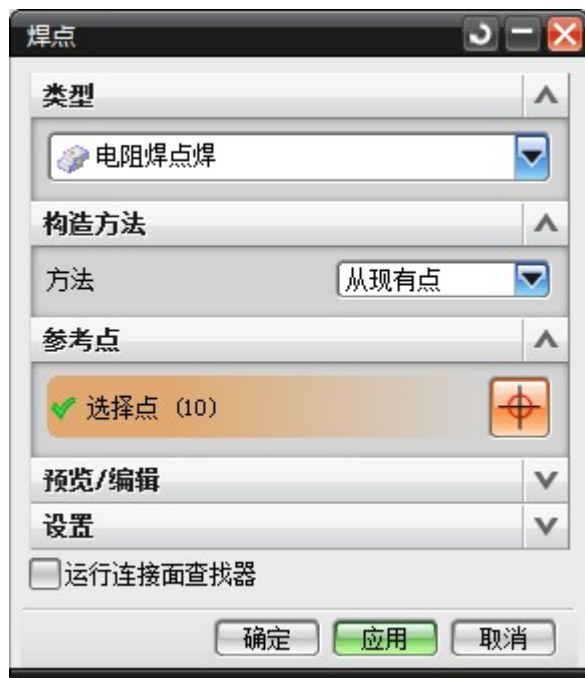 焊点
类型
电阻焊点焊
构造方法
方法 从现有点
参考点
选择点 (10)
预览/编辑
设置
运行连接面查找器
确定 应用 取消